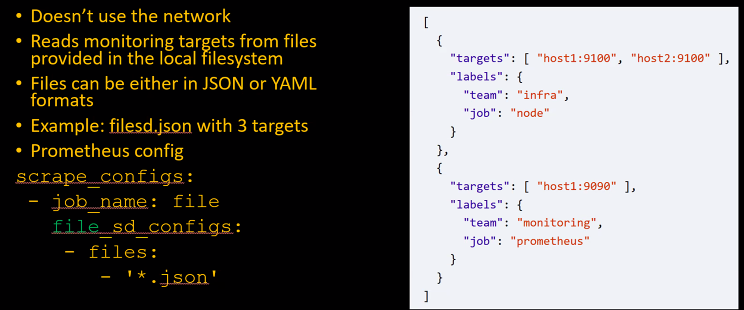 • Doesn’t use the network
• Reads monitoring targets from files
provided in the local filesystem
• Files can be either in JSON or YAML
formats
• Example: filesd.json with 3 targets
• Prometheus config
scrape_configs:
- job_name: file
file_sd_configs:
- files:
- '*.json'
[
{
"targets": [ "host1:9100", "host2:9100" ],
"labels": {
"team": "infra",
"job": "node"
}
},
{
"targets": [ "host1:9090" ],
"labels": {
"team": "monitoring",
"job": "prometheus"
}
}
]